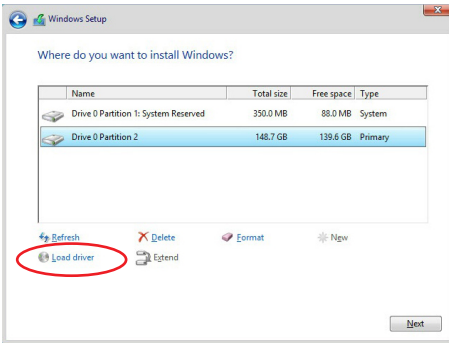 Windows Setup
Where do you want to install Windows?
Name Total size Free space Type
Drive 0 Partition 1: System Reserved 350.0 MB 88.0 MB System
Drive 0 Partition 2 148.7 GB 139.6 GB Primary
Refresh Delete Format New
Load driver Extend
Next